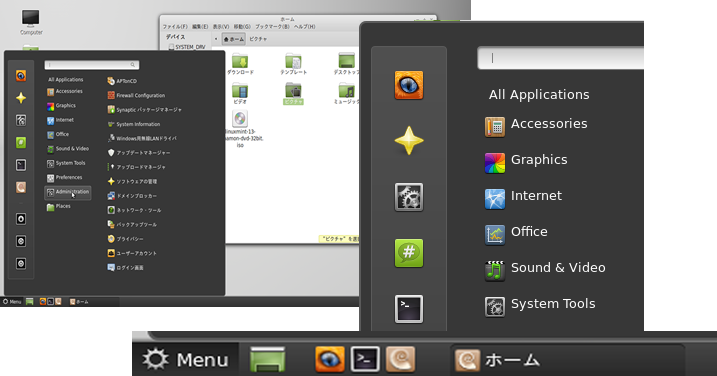 Computer
ホーム
ファイル(F) 編集(E) 表示(V) 移動(G) ブックマーク(B) ヘルプ(H)
デバイス
SYSTEM_DRV
ホーム
ピクチャ
ダウンロード
テンプレート
デスクトップ
ビデオ
ピクチャ
ミュージック
linuxmint-13-
amon-dvd-32bit.
iso
"ピクチャ" を選
All Applications
Accessories
Graphics
Internet
Office
Sound & Video
System Tools
Preferences
Administration
Places
APTonCD
Firewall Configuration
Synaptic パッケージマネージャ
System Information
Windows用無線LANドライバ
アップデートマネージャー
アップロードマネージャ
ソフトウェアの管理
ドメインブロッカー
ネットワーク・ツール
バックアップツール
プライバシー
ユーザーアカウント
ログイン画面
Menu
ホーム
All Applications
Accessories
Graphics
Internet
Office
Sound & Video
System Tools
Menu
ホーム